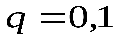 q = 0,1